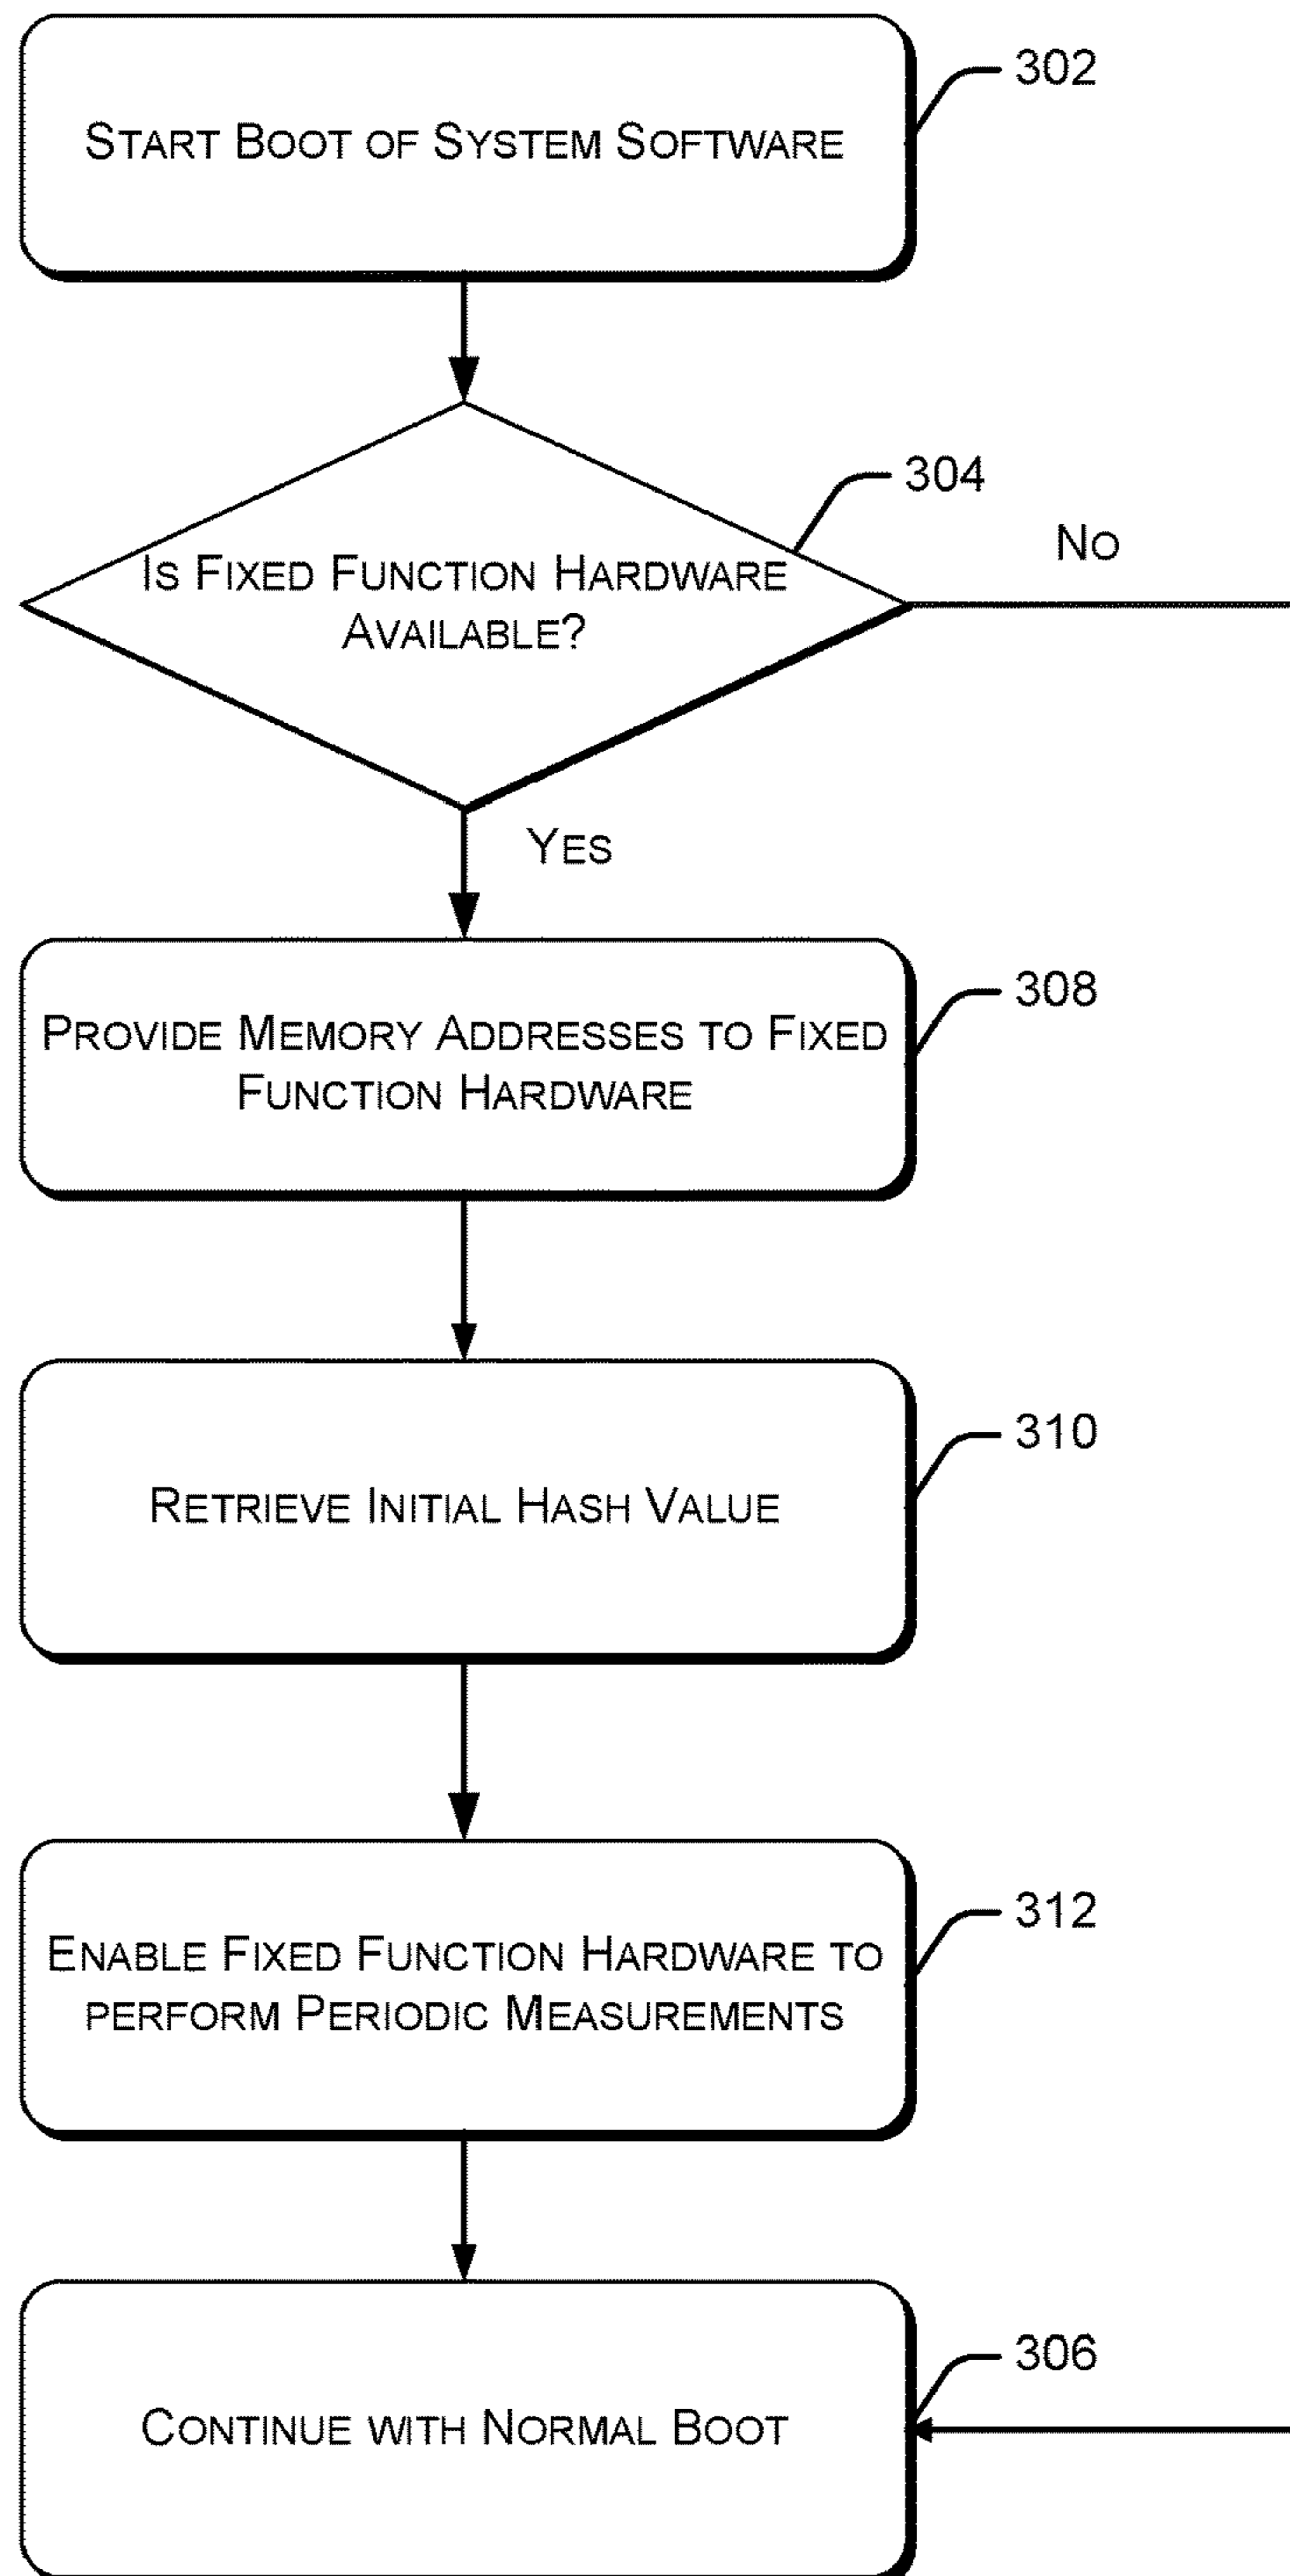 START BOOT OF SYSTEM SOFTWARE
302
304
IS FIXED FUNCTION HARDWARE
AVAILABLE?
NO
YES
308
PROVIDE MEMORY ADDRESSES TO FIXED
FUNCTION HARDWARE
310
RETRIEVE INITIAL HASH VALUE
312
ENABLE FIXED FUNCTION HARDWARE TO
PERFORM PERIODIC MEASUREMENTS
306
CONTINUE WITH NORMAL BOOT